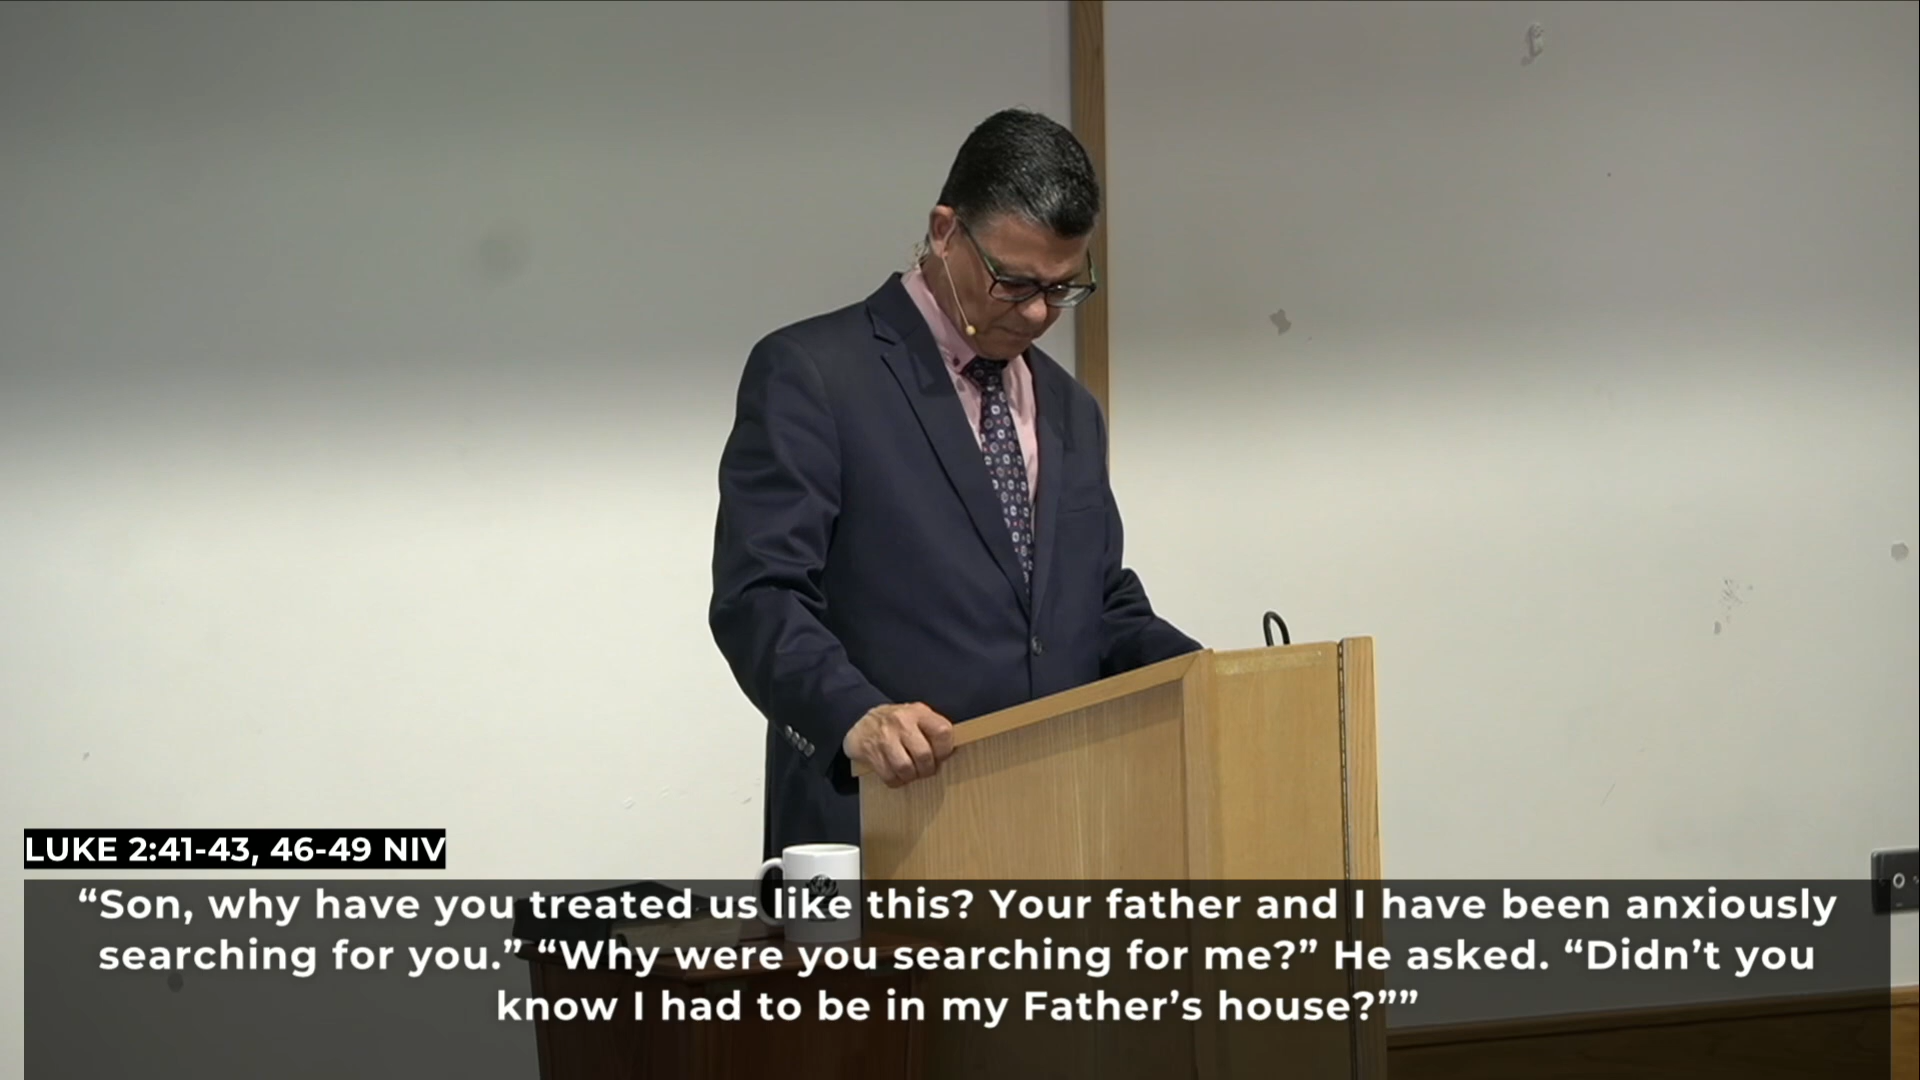 LUKE 2:41-43, 46-49 NIV
“Son, why have you treated us like this? Your father and I have been anxiously
searching for you.” “Why were you searching for me?” He asked. “Didn’t you
know I had to be in my Father’s house?””